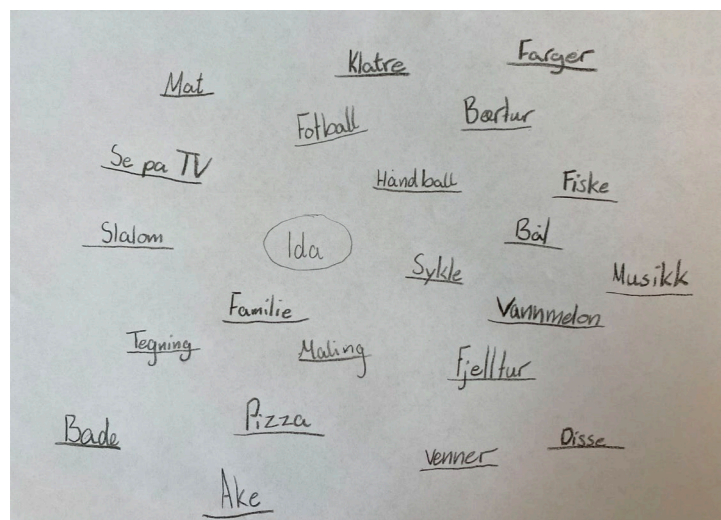 Klatre
Farger
Mat
Fotball
Bærtur
Se pa TV
Håndball
Fiske
Slalom
Ida
Bål
Sykle
Musikk
Familie
Vannmelon
Tegning
Maling
Fjelltur
Pizza
Bade
Venner
Disse
Ake